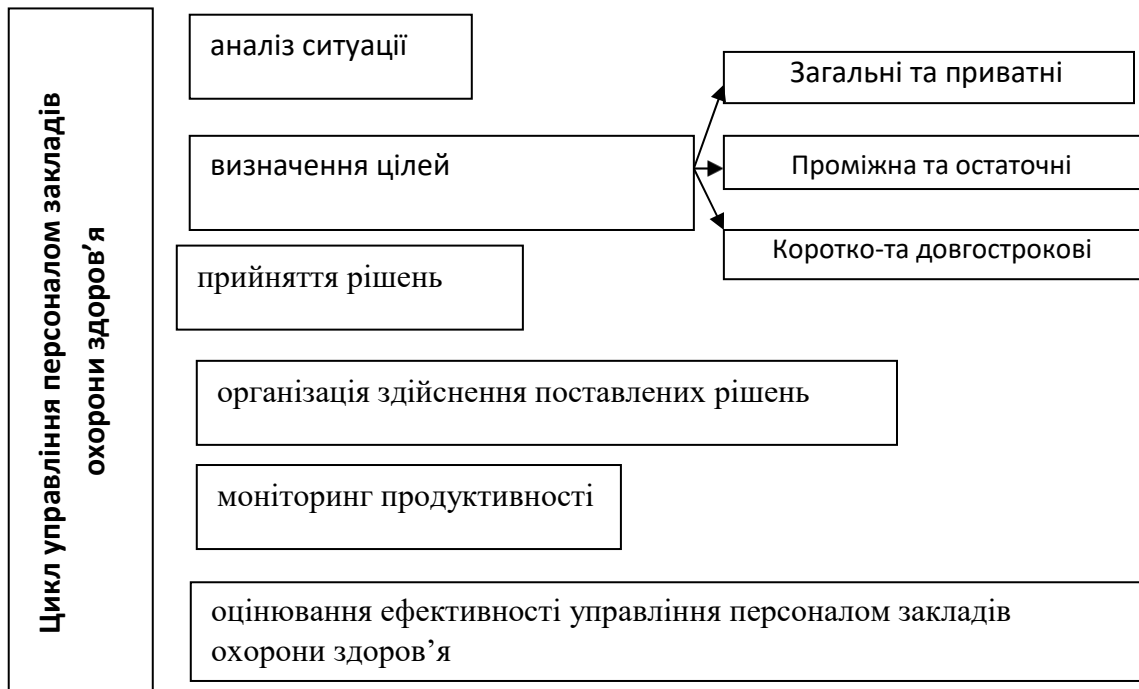 Цикл управління персоналом закладів
охорони здоров’я
аналіз ситуації
визначення цілей
Загальні та приватні
Проміжна та остаточні
Коротко-та довгострокові
прийняття рішень
організація здійснення поставлених рішень
моніторинг продуктивності
оцінювання ефективності управління персоналом закладів
охорони здоров’я